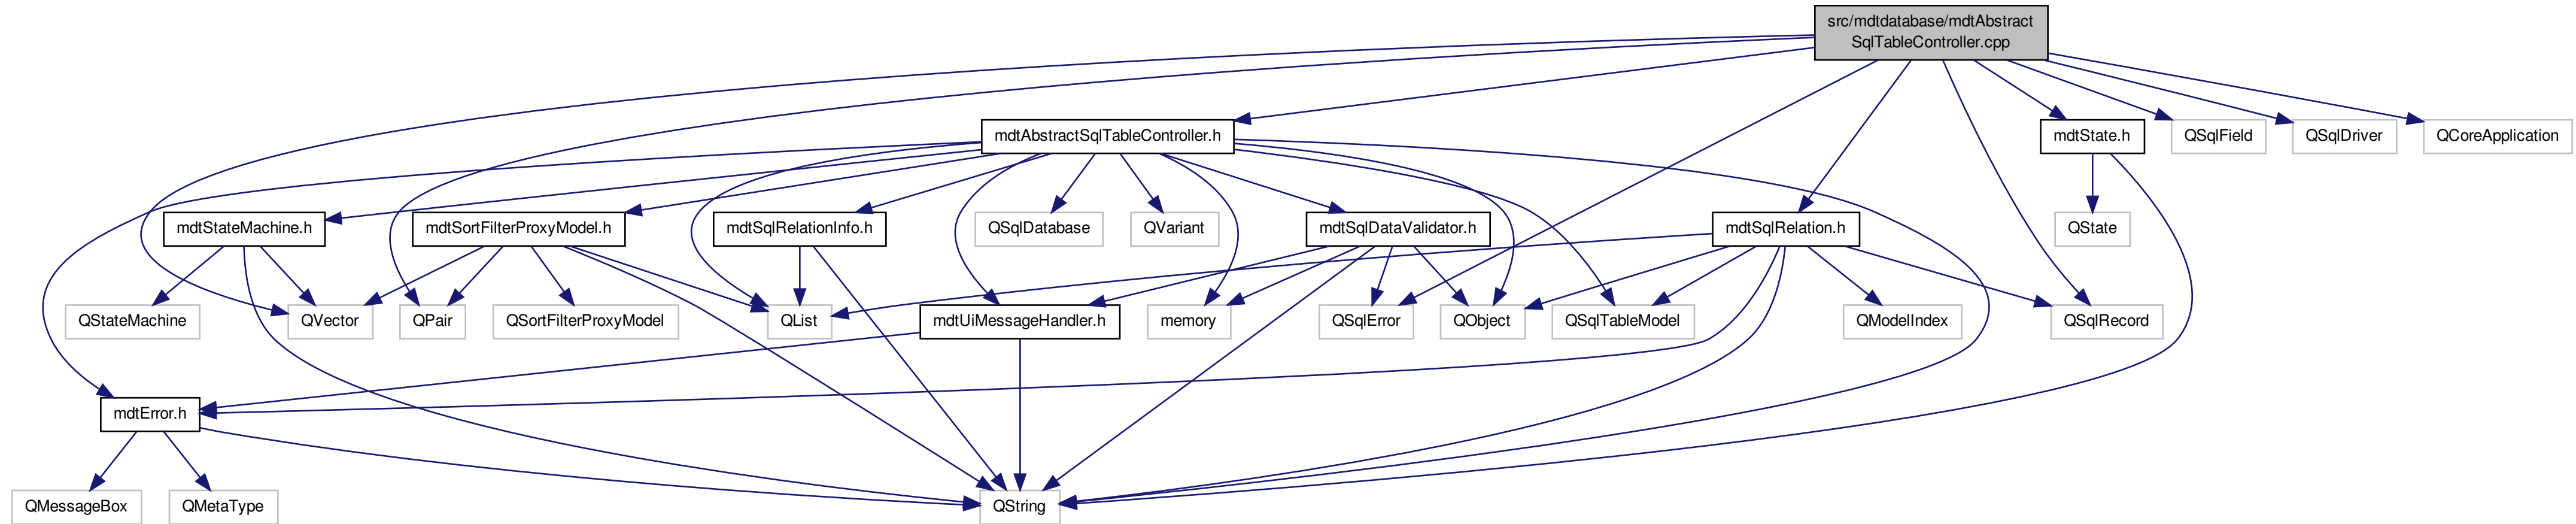 src/mdtdatabase/mdtAbstract
SqlTableController.cpp
mdtAbstractSqlTableController.h
mdtState.h
QSqlField
QSqlDriver
QCoreApplication
mdtStateMachine.h
mdtSortFilterProxyModel.h
mdtSqlRelationInfo.h
QSqlDatabase
QVariant
mdtSqlDataValidator.h
mdtSqlRelation.h
QState
QStateMachine
QVector
QPair
QSortFilterProxyModel
QList
mdtUiMessageHandler.h
memory
QSqlError
QObject
QSqlTableModel
QModelIndex
QSqlRecord
mdtError.h
QMessageBox
QMetaType
QString